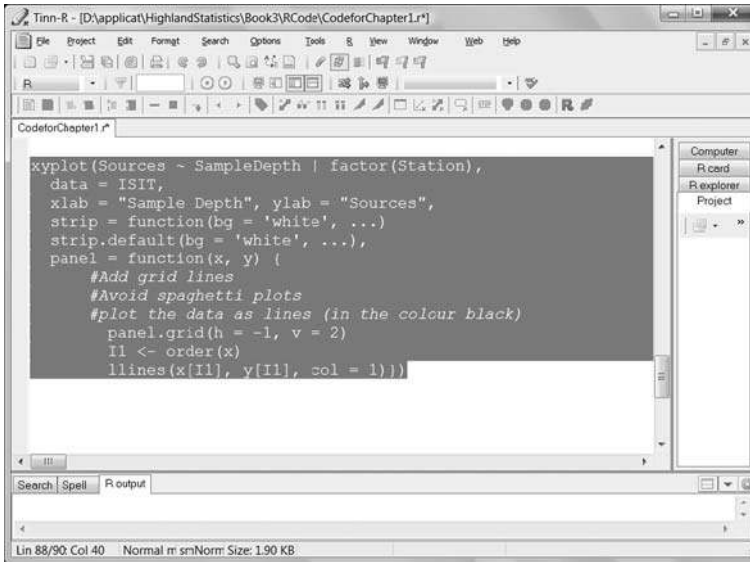 Tinn-R - [D:\applicat\HighlandStatistics\Book3\RCode\CodeforChapter1.r*]
File Project Edit Format Search Options Tools R View Window Web Help
R
CodeforChapter1.r*
xyplot(Sources ~ SampleDepth | factor(Station),
data = ISIT,
xlab = "Sample Depth", ylab = "Sources",
strip = function(bg = 'white', ...)
strip.default(bg = 'white', ...),
panel = function(x, y) {
#Add grid lines
#Avoid spaghetti plots
#plot the data as lines (in the colour black)
panel.grid(h = -1, v = 2)
I1 <- order(x)
llines(x[I1], y[I1], col = 1)})
Computer
R card
R explorer
Project
Search Spell R output
Lin 88/90: Col 40 Normal m smNorm Size: 1.90 KB